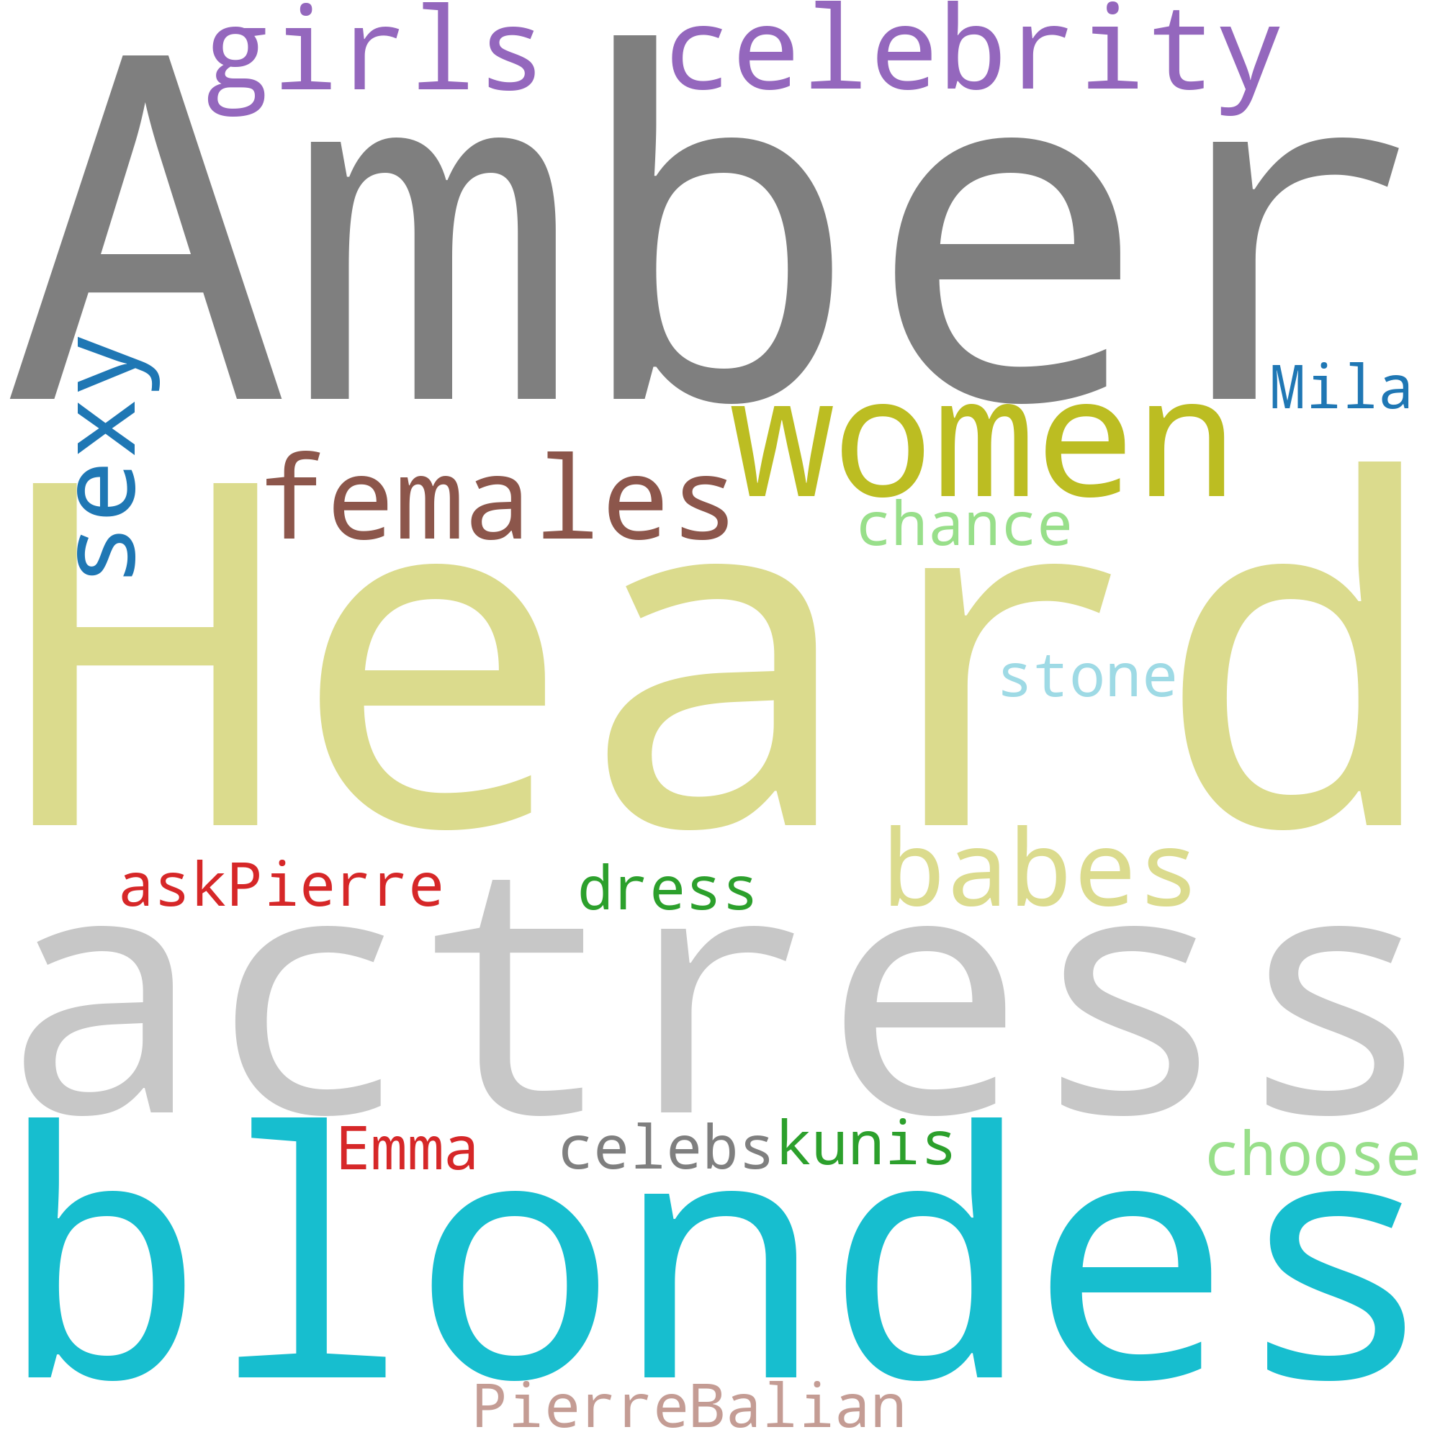 girls celebrity
Amber
sexy
Mila
women
females
chance
Heard
stone
babes
askPierre dress
actress
Emma celebs kunis choose
blondes
PierreBalian